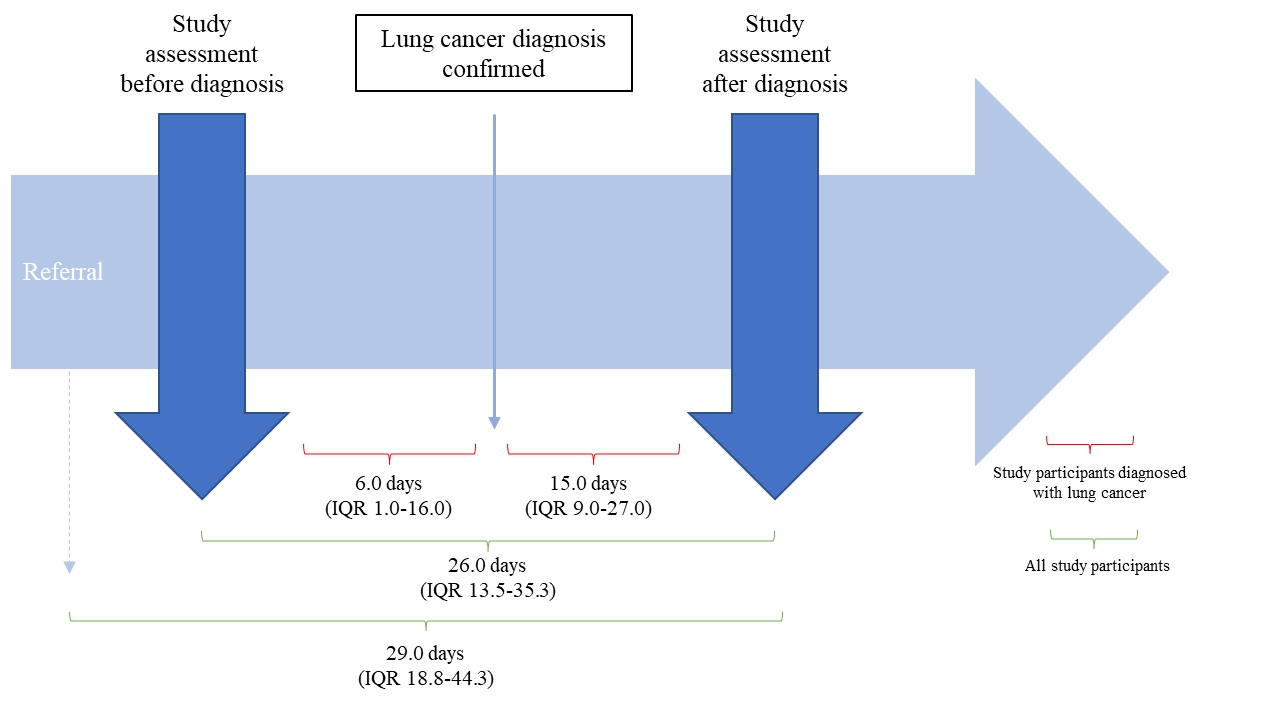 Study
assessment
before diagnosis
Lung cancer diagnosis
confirmed
Study
assessment
after diagnosis
Referral
6.0 days
(IQR 1.0-16.0)
15.0 days
(IQR 9.0-27.0)
26.0 days
(IQR 13.5-35.3)
29.0 days
(IQR 18.8-44.3)
Study participants diagnosed
with lung cancer
All study participants